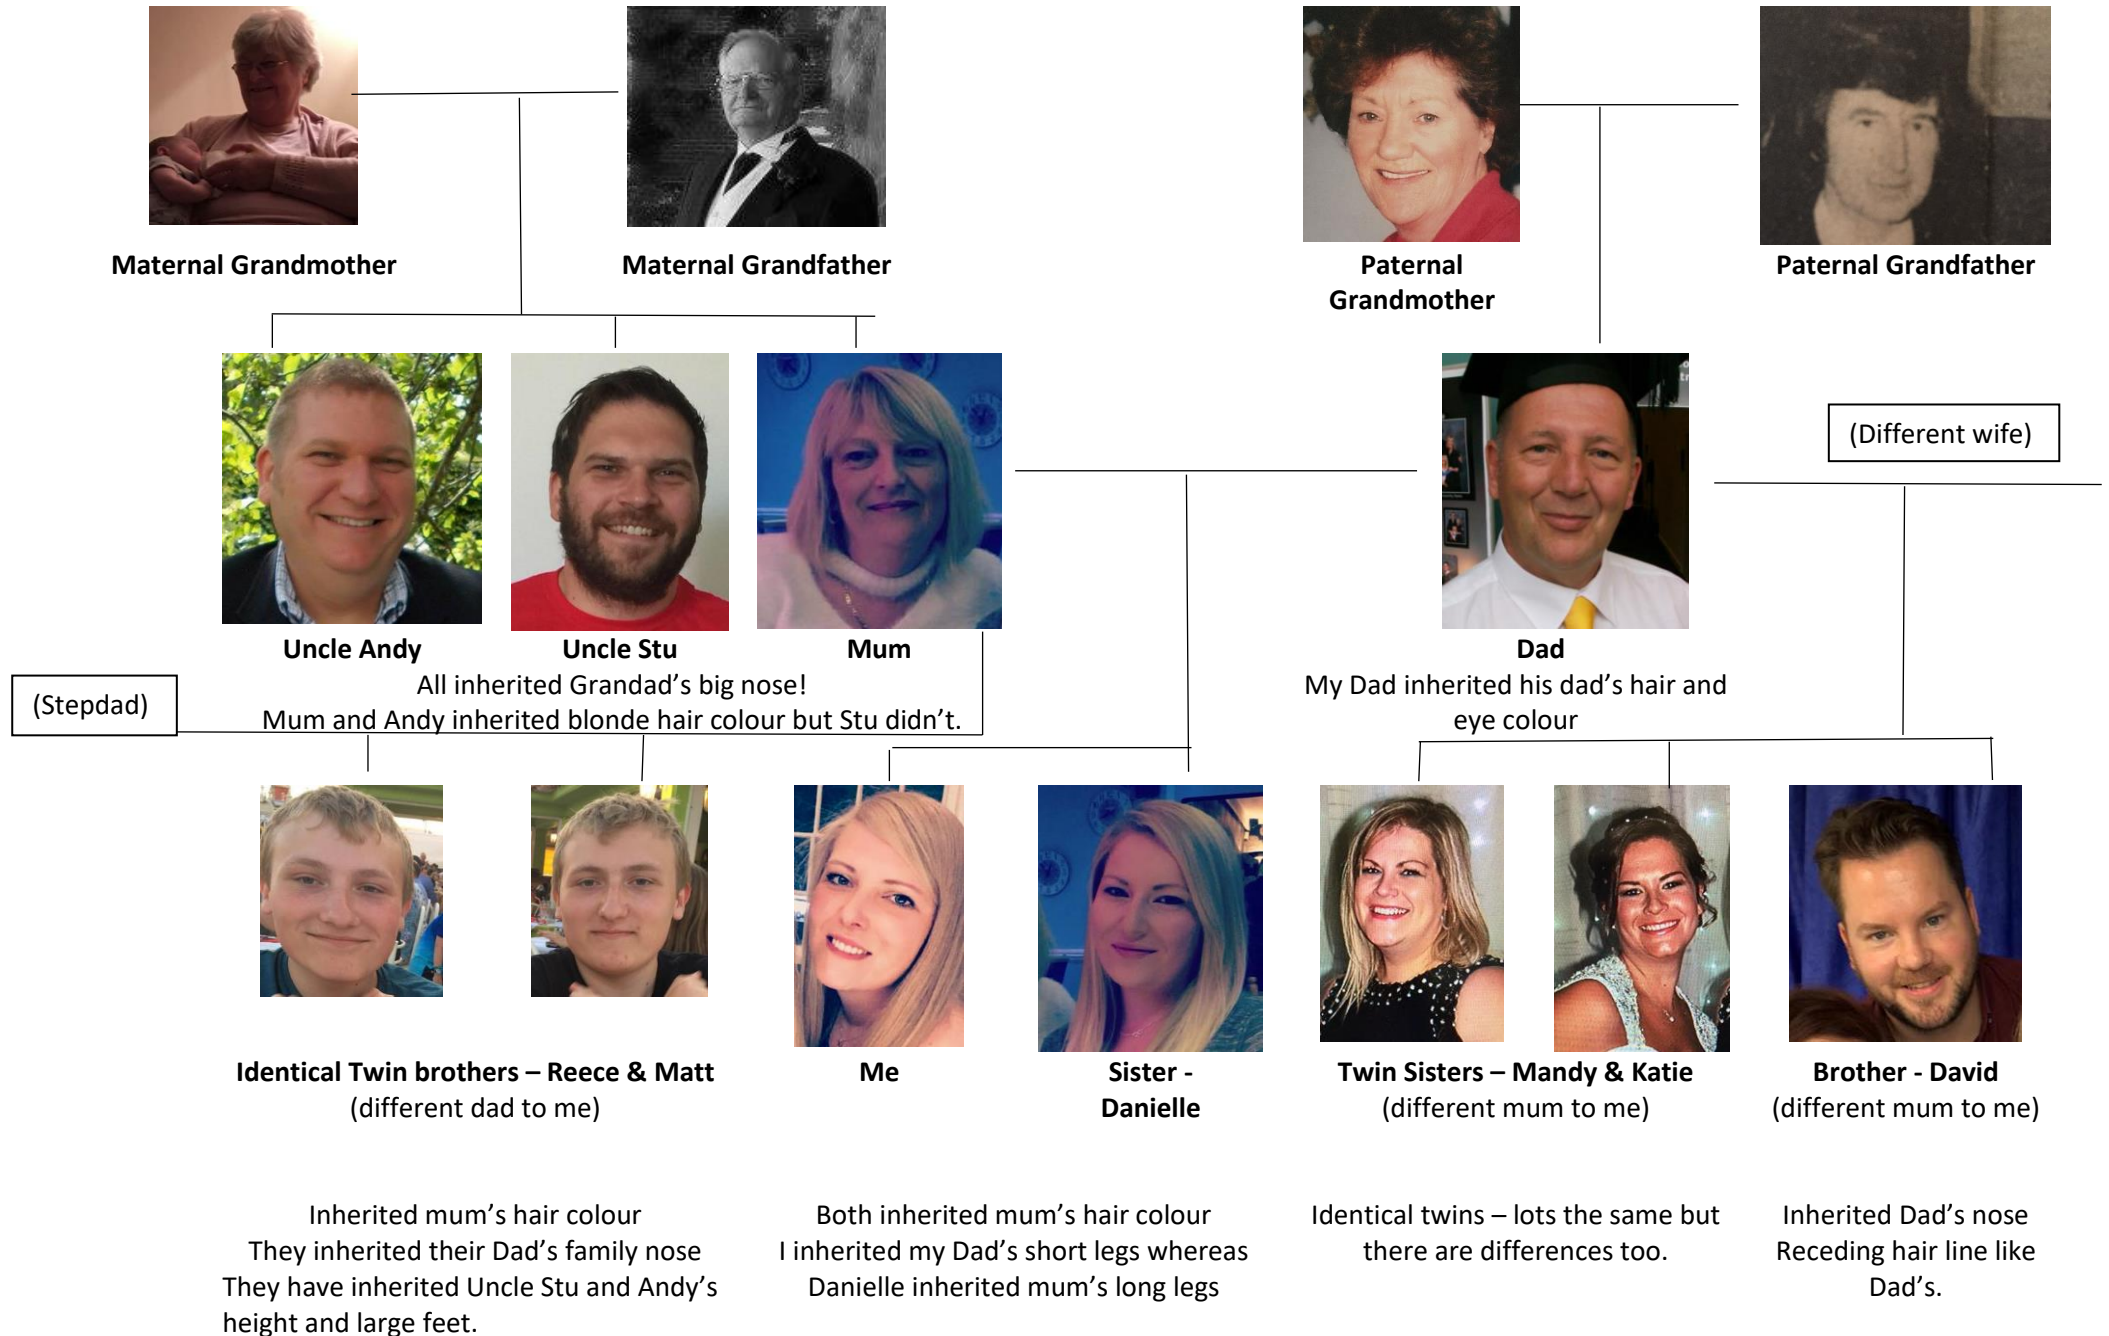 Maternal Grandmother
Maternal Grandfather
Paternal
Grandmother
Paternal Grandfather
(Different wife)
Uncle Andy
Uncle Stu
Mum
All inherited Grandad’s big nose!
Mum and Andy inherited blonde hair colour but Stu didn’t.
Dad
My Dad inherited his dad’s hair and
eye colour
(Stepdad)
Identical Twin brothers – Reece & Matt
(different dad to me)
Me
Sister -
Danielle
Twin Sisters – Mandy & Katie
(different mum to me)
Brother - David
(different mum to me)
Inherited mum’s hair colour
They inherited their Dad’s family nose
They have inherited Uncle Stu and Andy’s
height and large feet.
Both inherited mum’s hair colour
I inherited my Dad’s short legs whereas
Danielle inherited mum’s long legs
Identical twins – lots the same but
there are differences too.
Inherited Dad’s nose
Receding hair line like
Dad’s.